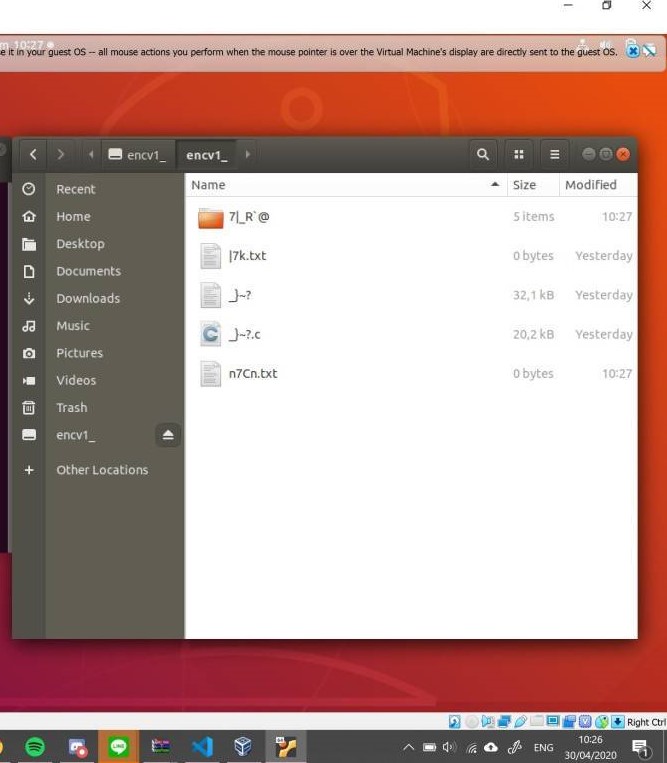 m 10:27
e it in your guest OS -- all mouse actions you perform when the mouse pointer is over the Virtual Machine's display are directly sent to the guest OS.
encv1_ encv1_
Name Size Modified
Recent
7|_R`@ 5 items 10:27
Home
Desktop
|7k.txt 0 bytes Yesterday
Documents
Downloads
_}~? 32,1 kB Yesterday
Music
_}~?.c 20,2 kB Yesterday
Pictures
n7Cn.txt 0 bytes 10:27
Videos
Trash
encv1_
Other Locations
Right Ctrl
ENG
10:26
30/04/2020
1
LINE